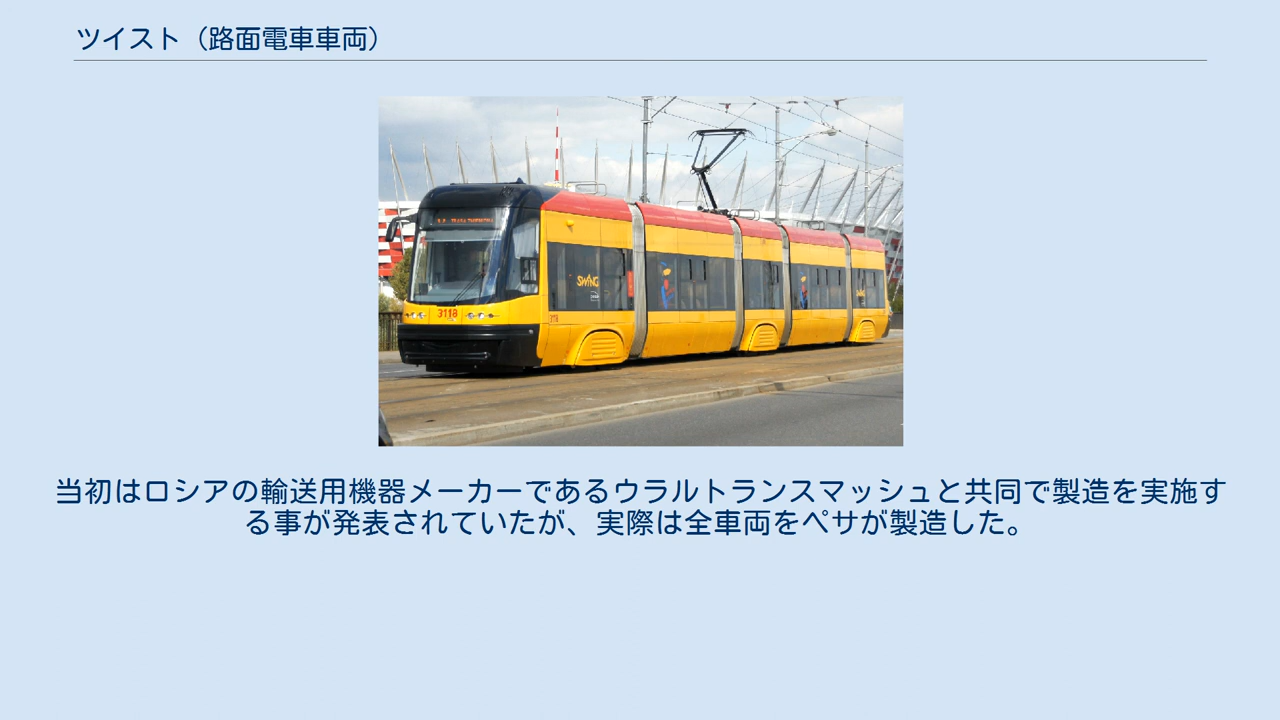 ツイスト（路面電車車両）
SWING
3118
当初はロシアの輸送用機器メーカーであるウラルトランスマッシュと共同で製造を実施す
る事が発表されていたが、実際は全車両をペサが製造した。